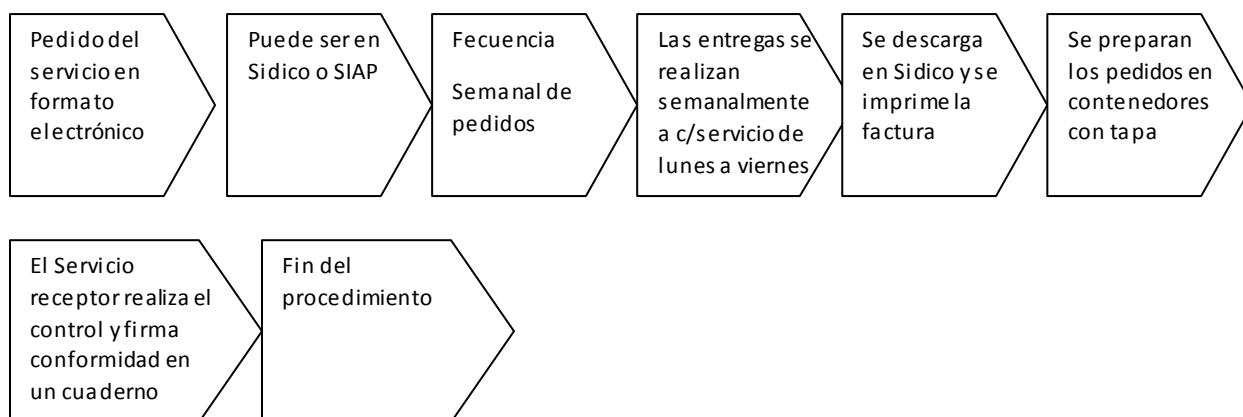 Pedido del
servicio en
formato
electrónico
Puede ser en
Sidico o SIAP
Fecuencia
Semanal de
pedidos
Las entregas se
realizan
semanalmente
a c/servicio de
lunes a viernes
Se descarga
en Sidico y se
imprime la
factura
Se preparan
los pedidos en
contenedores
con tapa
El Servicio
receptor realiza el
control y firma
conformidad en
un cuaderno
Fin del
procedimiento